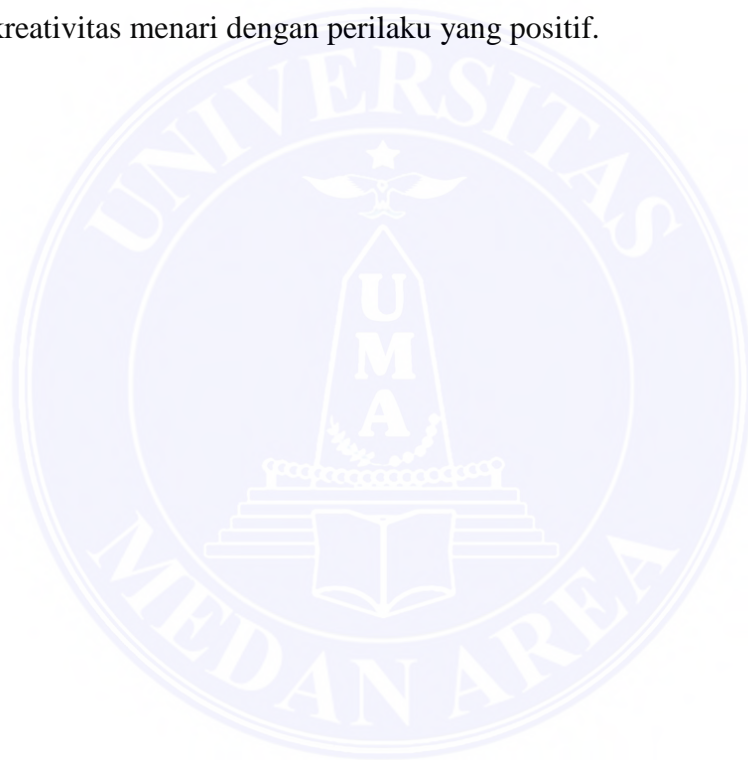 kreativitas menari dengan perilaku yang positif.
UNIVERSITAS
U
M
A
MEDAN AREA